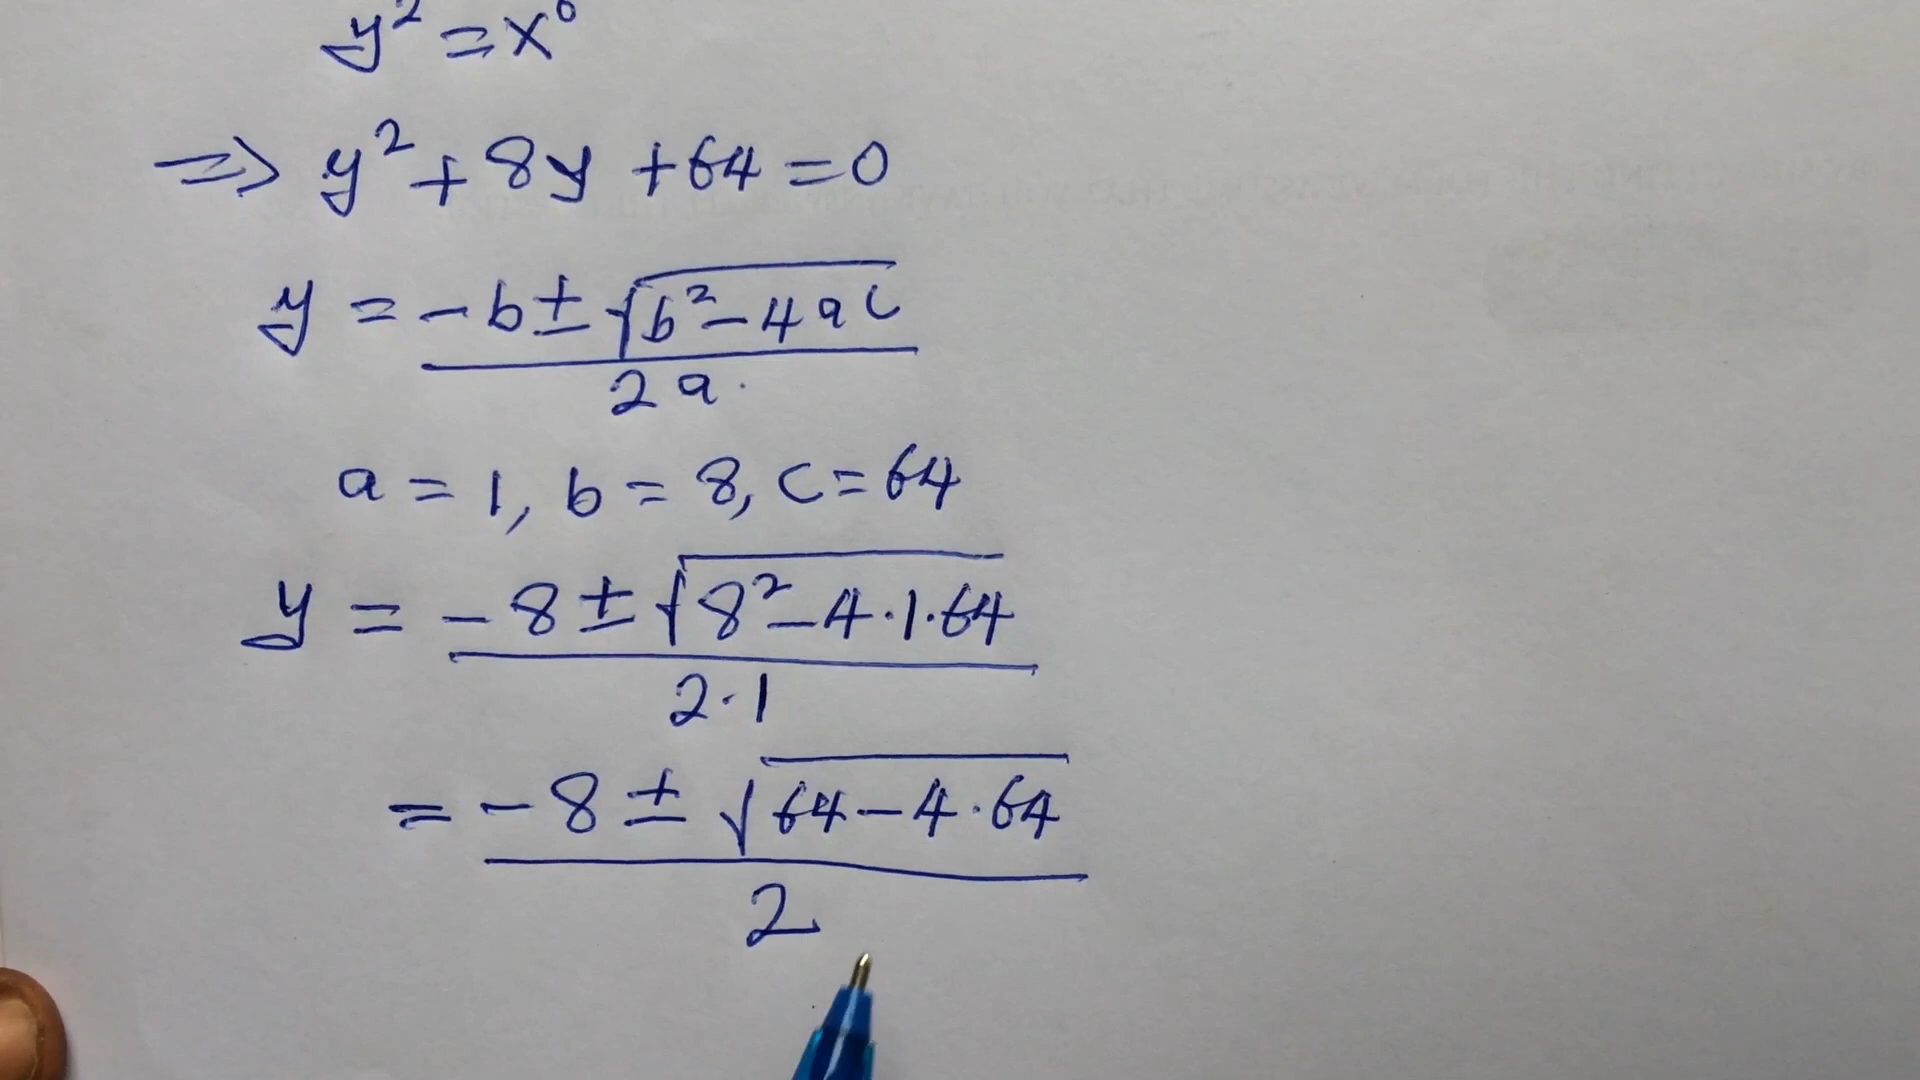 y² = x⁶
⇒ y² + 8y + 64 = 0
y = (-b ± √(b² - 4ac)) / 2a.
a = 1, b = 8, c = 64
y = (-8 ± √(8² - 4·1·64)) / 2·1
= (-8 ± √(64 - 4·64)) / 2